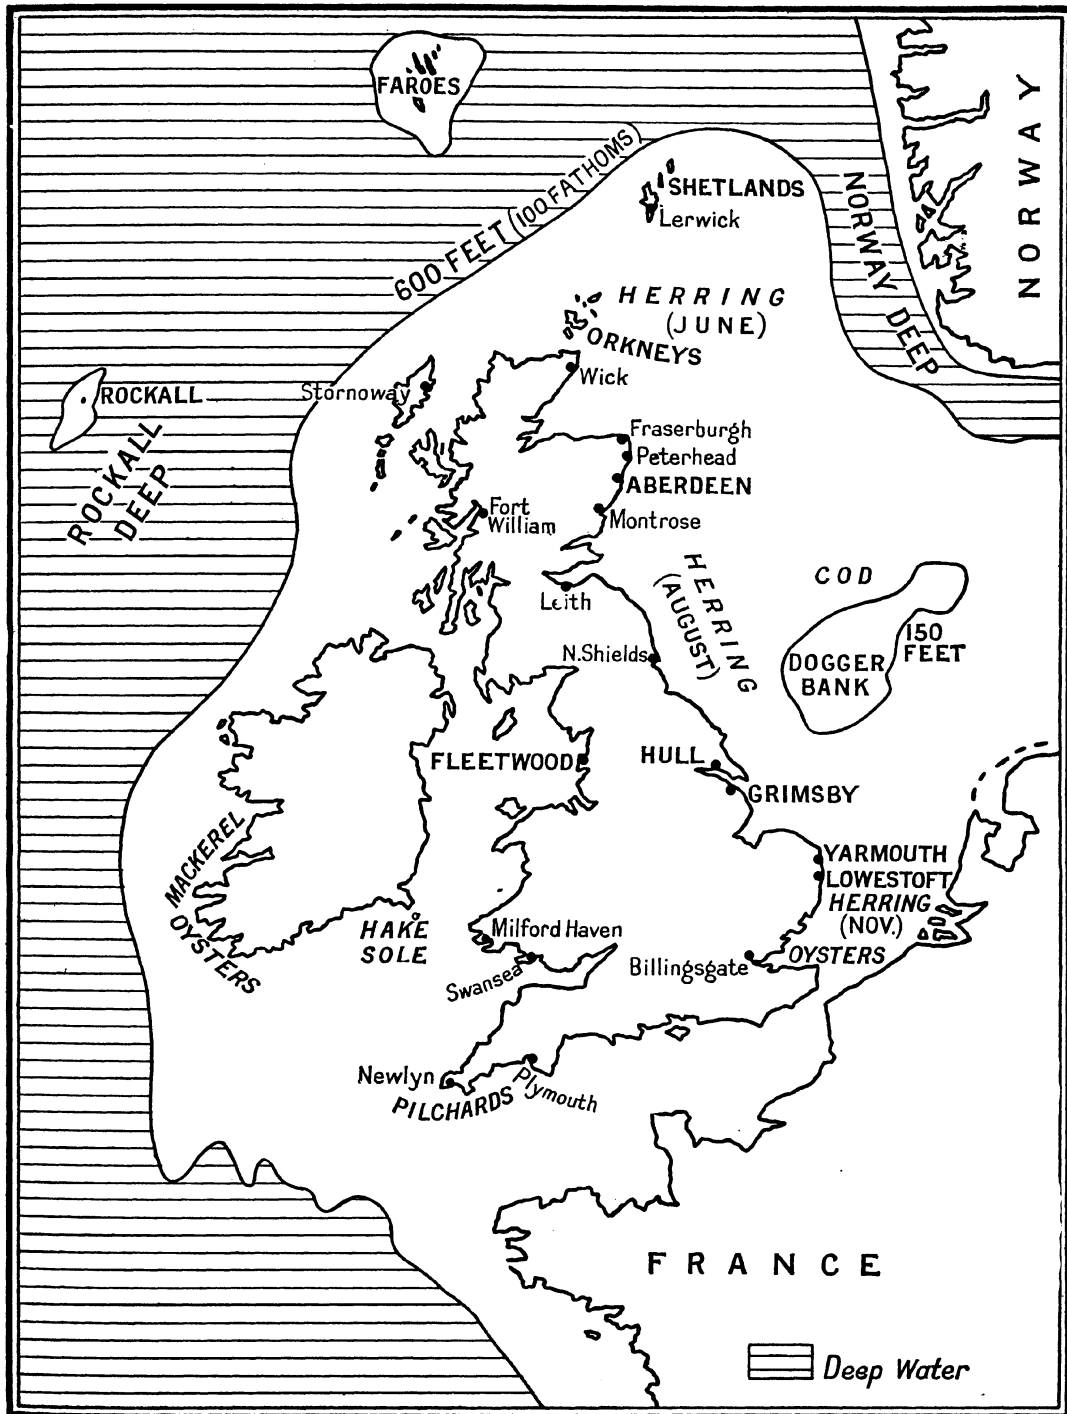 FAROES
600 FEET (100 FATHOMS)
SHETLANDS
Lerwick
NORWAY
NORWAY DEEP
HERRING
(JUNE)
ORKNEYS
Wick
Stornoway
ROCKALL
ROCKALL
DEEP
Fraserburgh
Peterhead
ABERDEEN
Montrose
Fort
William
Leith
HERRING
(AUGUST)
COD
150
FEET
DOGGER
BANK
N.Shields
FLEETWOOD
HULL
GRIMSBY
YARMOUTH
LOWESTOFT
HERRING
(NOV.)
MACKEREL
OYSTERS
HAKE
SOLE
Milford Haven
Swansea
Billingsgate
OYSTERS
Newlyn
PILCHARDS
Plymouth
FRANCE
Deep Water